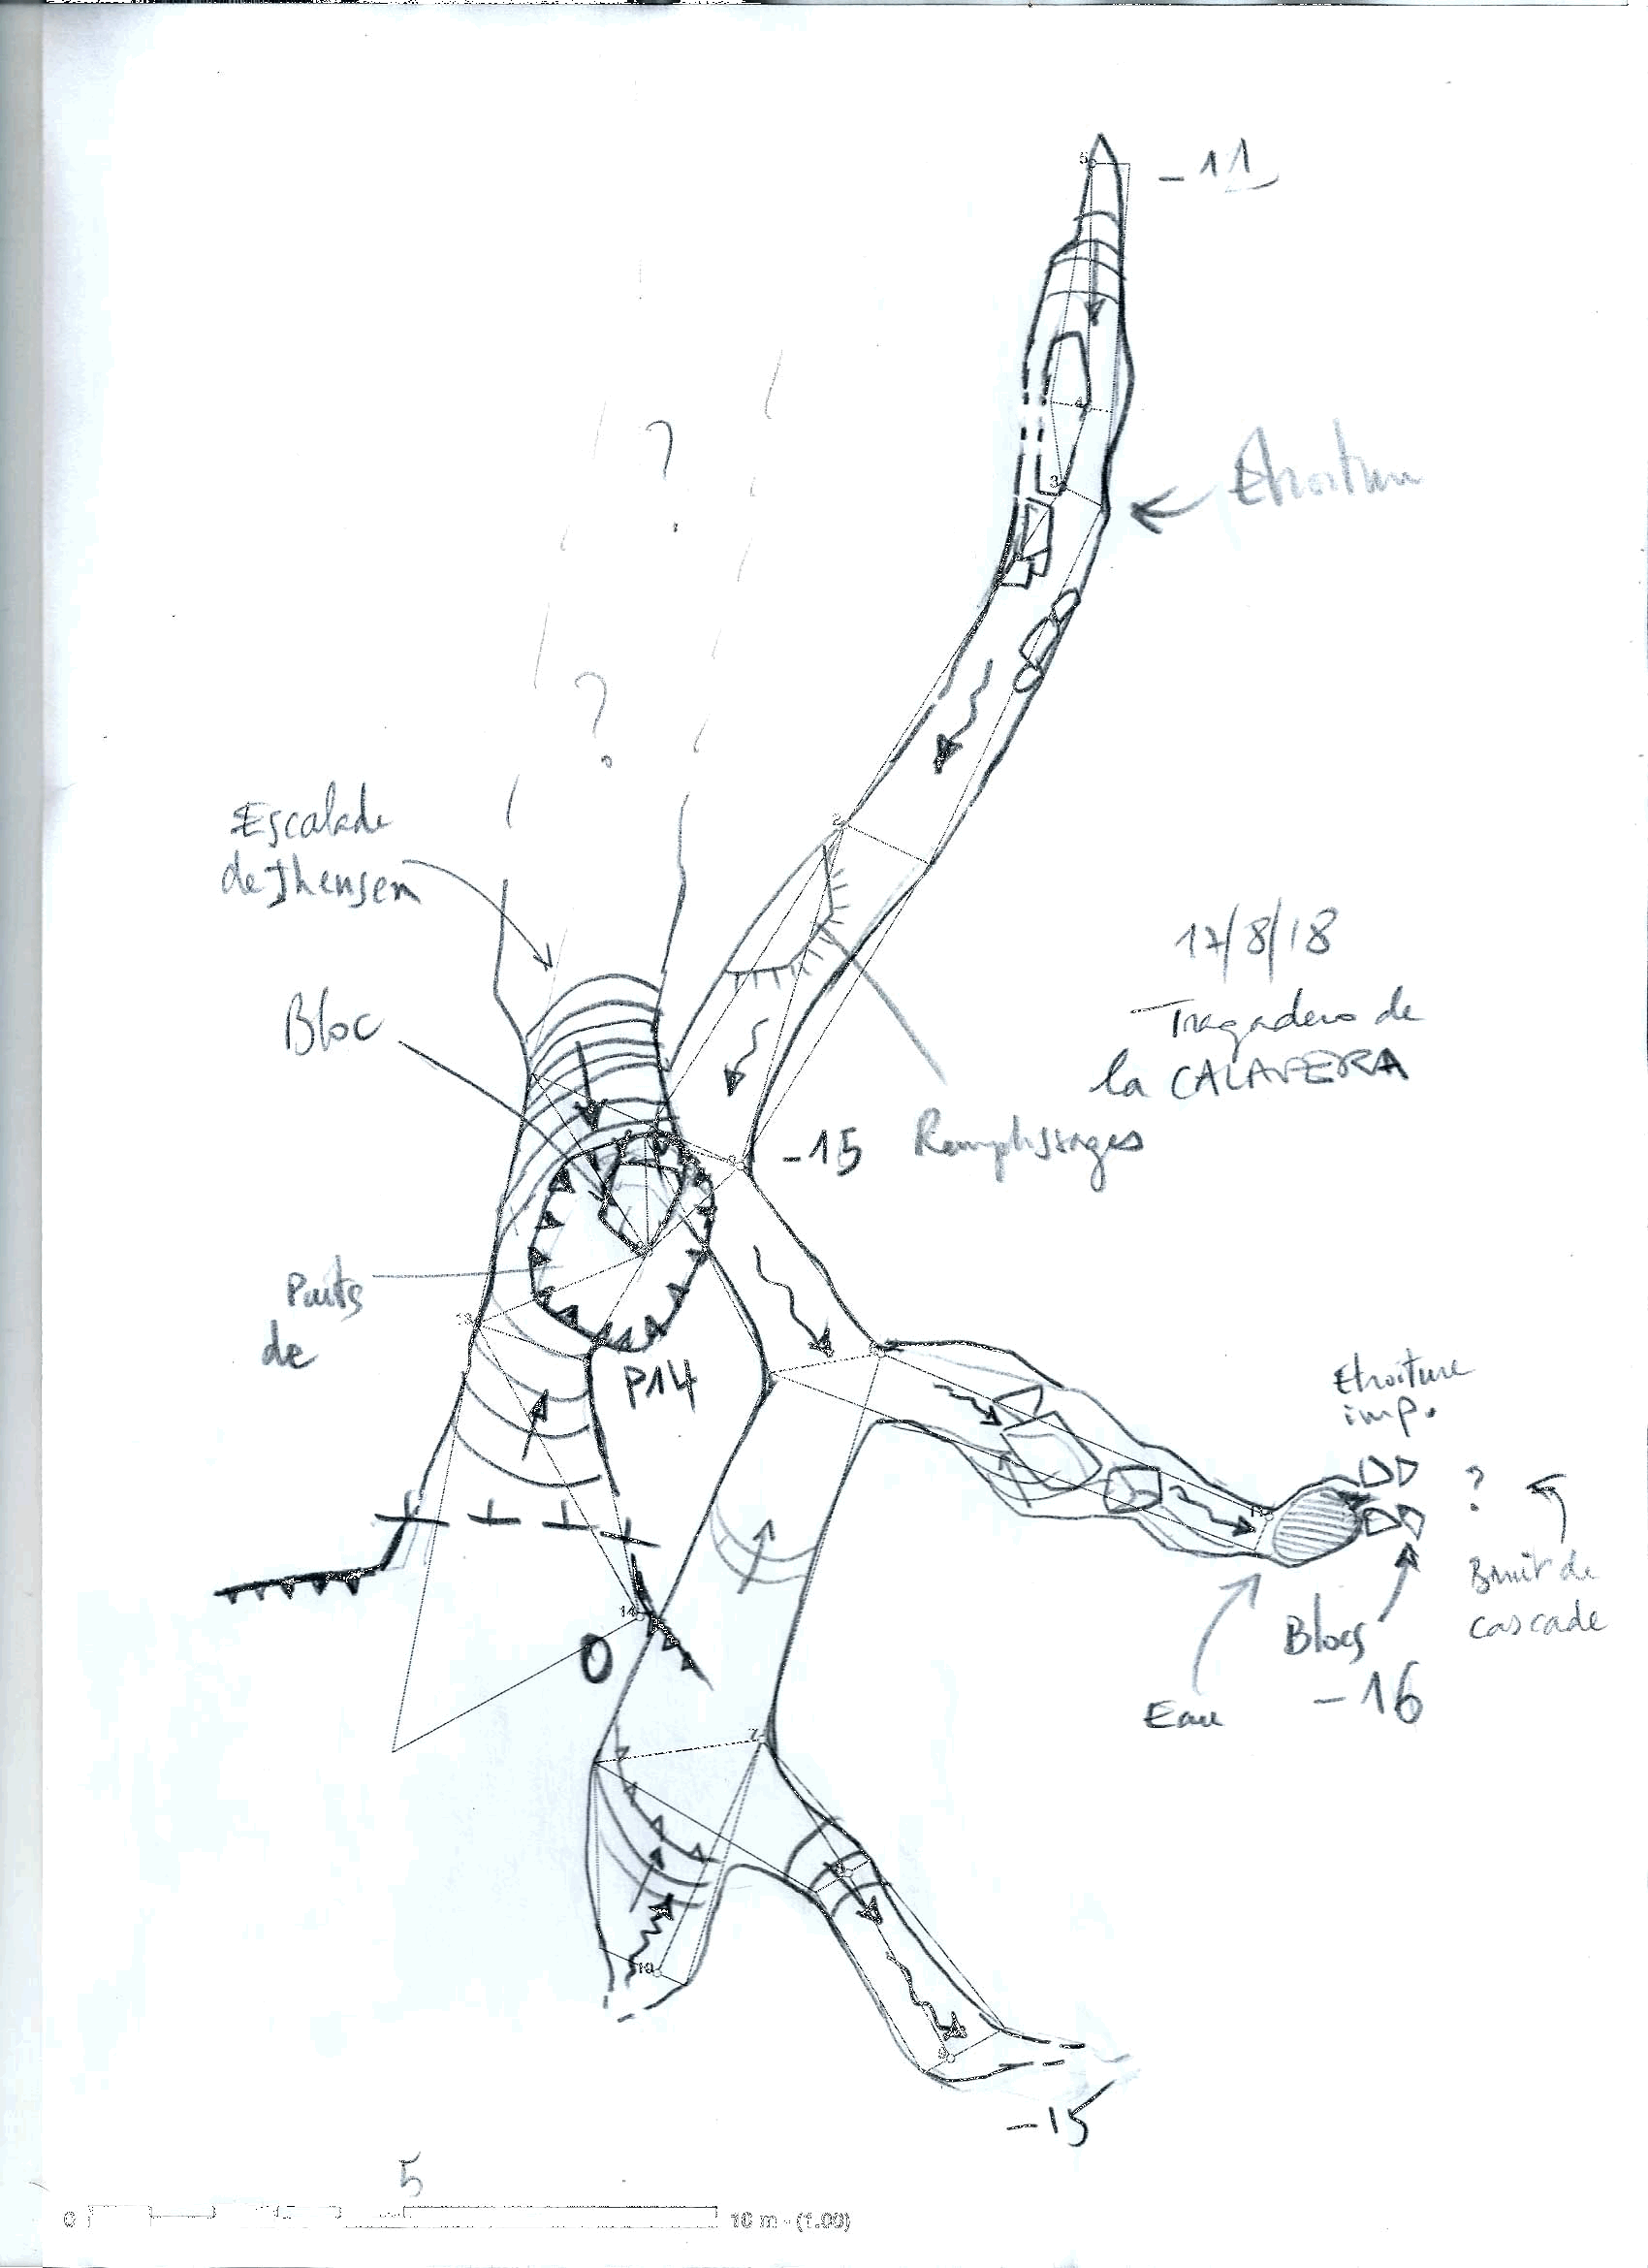 5
-11
?
4
3
Etroiture
?
2
Escalade
de Jhensen
Bloc
17/8/18
Tragadero de
la CALAVERA
-15
Remplissages
Puits
de
13
P14
Etroiture
imp.
?
Bruit de
cascade
Blocs
-16
Eau
14
0
7
10
9
-15
5
0
10 m - (1.00)